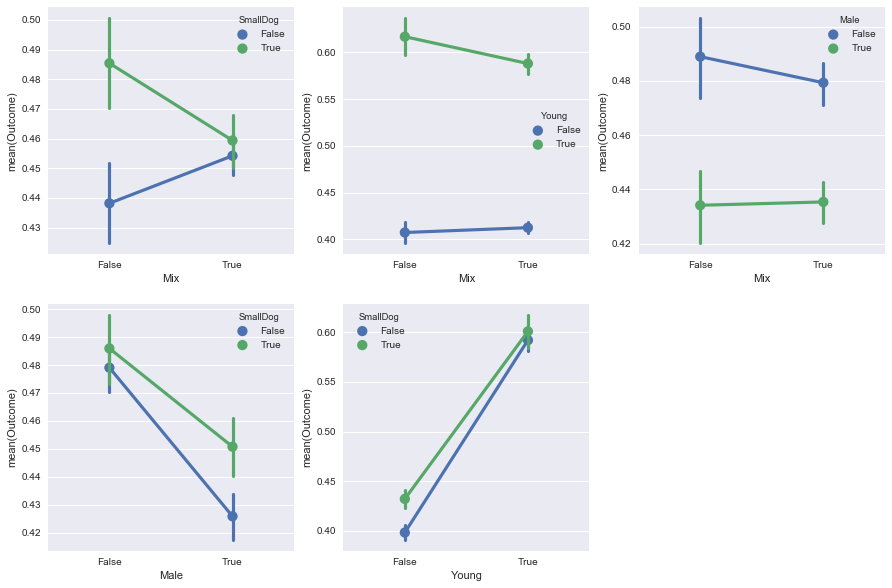 SmallDog
False
True
0.50
0.49
0.48
0.47
0.46
0.45
0.44
0.43
mean(Outcome)
False True
Mix
Young
False
True
0.60
0.55
0.50
0.45
0.40
mean(Outcome)
False True
Mix
Male
False
True
0.50
0.48
0.46
0.44
0.42
mean(Outcome)
False True
Mix
SmallDog
False
True
0.50
0.49
0.48
0.47
0.46
0.45
0.44
0.43
0.42
mean(Outcome)
False True
Male
SmallDog
False
True
0.60
0.55
0.50
0.45
0.40
mean(Outcome)
False True
Young